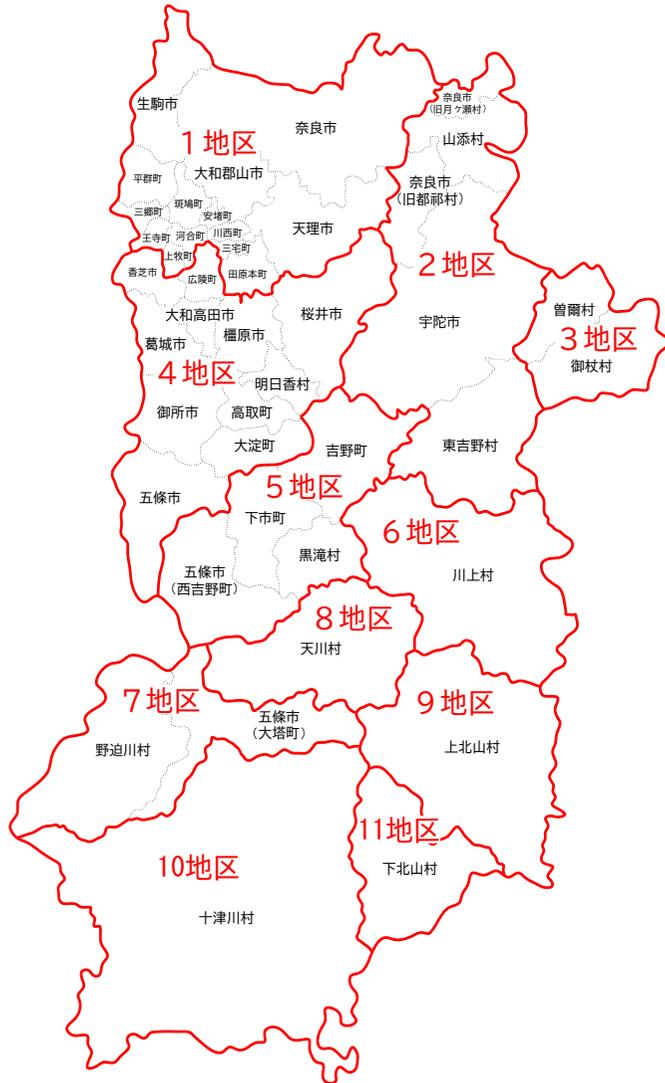 奈良市
(旧月ヶ瀬村)
生駒市
奈良市
山添村
1地区
大和郡山市
平群町
奈良市
(旧都祁村)
斑鳩町
三郷町
安堵町
天理市
川西町
王寺町
河合町
三宅町
上牧町
2地区
香芝市
広陵町
田原本町
大和高田市
桜井市
宇陀市
曽爾村
橿原市
葛城市
3地区
御杖村
4地区
明日香村
御所市
高取町
大淀町
吉野町
東吉野村
5地区
五條市
下市町
6地区
黒滝村
五條市
(西吉野町)
川上村
8地区
天川村
7地区
9地区
五條市
(大塔町)
野迫川村
上北山村
11地区
10地区
下北山村
十津川村